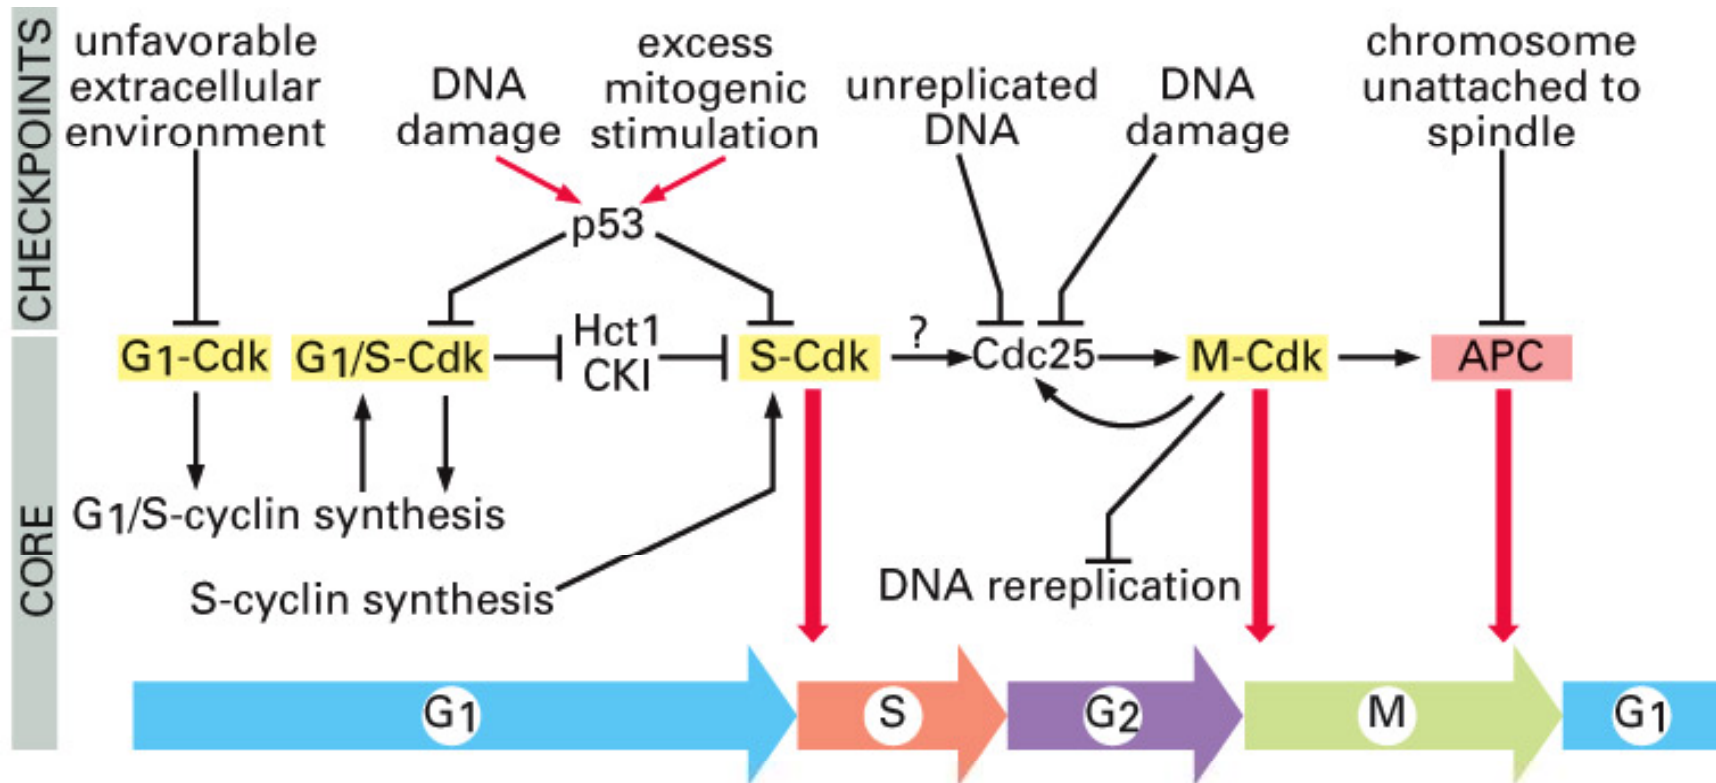 CHECKPOINTS
unfavorable
extracellular
environment
DNA
damage
excess
mitogenic
stimulation
unreplicated
DNA
DNA
damage
chromosome
unattached to
spindle
p53
CORE
G1-Cdk
G1/S-Cdk
Hct1
CKI
S-Cdk
?
Cdc25
M-Cdk
APC
G1/S-cyclin synthesis
S-cyclin synthesis
DNA rereplication
G1
S
G2
M
G1